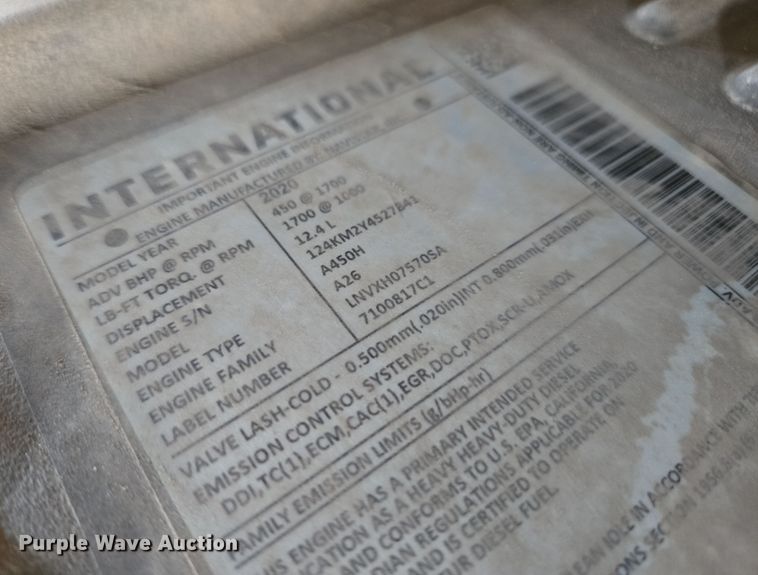 INTERNATIONAL
IMPORTANT ENGINE INFORMATION
ENGINE MANUFACTURED BY NAVISTAR, INC.
MODEL YEAR 2020
ADV BHP @ RPM 450 @ 1700
LB-FT TORQ. @ RPM 1700 @ 1000
DISPLACEMENT 12.4 L
ENGINE S/N 124KM2Y4527841
MODEL A450H
ENGINE TYPE A26
ENGINE FAMILY LNVXH07570SA
LABEL NUMBER 7100817C1
VALVE LASH-COLD - 0.500mm(.020in)INT 0.800mm(.031in)EXH
EMISSION CONTROL SYSTEMS:
DDI,TC(1),ECM,CAC(1),EGR,DOC,PTOX,SCR-U,AMOX
FAMILY EMISSION LIMITS (g/bHp-hr)
THIS ENGINE HAS A PRIMARY INTENDED SERVICE
AS A HEAVY HEAVY-DUTY DIESEL
AND CONFORMS TO U.S. EPA, CALIFORNIA,
REGULATIONS APPLICABLE FOR 2020
AND IS CERTIFIED TO OPERATE ON
DIESEL FUEL
IDLE IN ACCORDANCE WITH
Purple Wave Auction